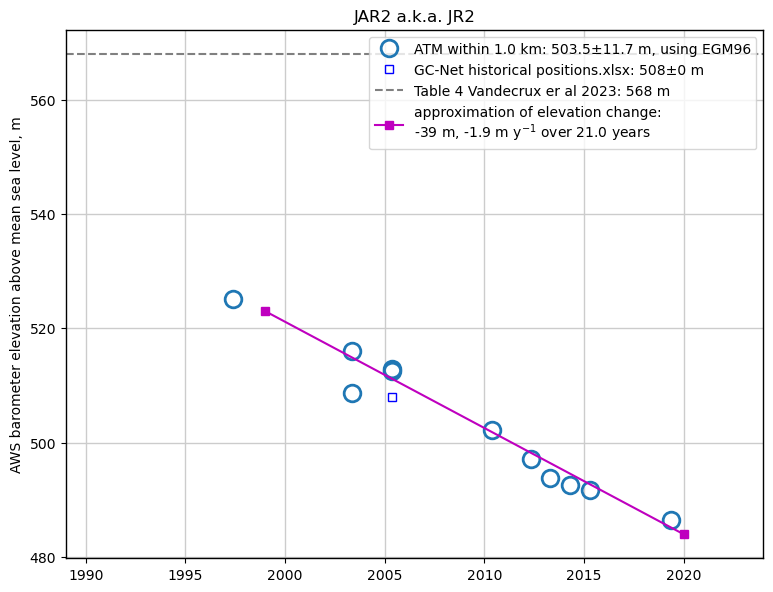 JAR2 a.k.a. JR2
ATM within 1.0 km: 503.5±11.7 m, using EGM96
GC-Net historical positions.xlsx: 508±0 m
Table 4 Vandecrux er al 2023: 568 m
approximation of elevation change:
-39 m, -1.9 m y⁻¹ over 21.0 years
AWS barometer elevation above mean sea level, m
560
540
520
500
480
1990 1995 2000 2005 2010 2015 2020